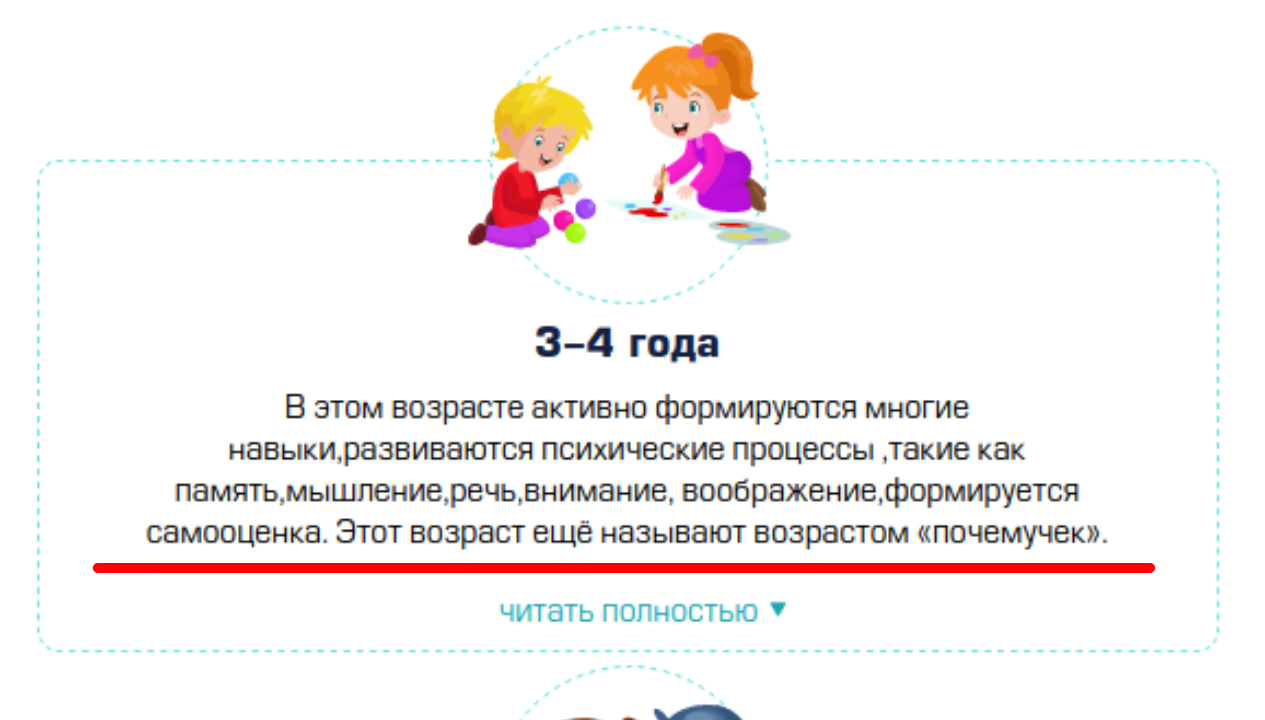 3–4 года
В этом возрасте активно формируются многие
навыки,развиваются психические процессы ,такие как
память,мышление,речь,внимание, воображение,формируется
самооценка. Этот возраст ещё называют возрастом «почемучек».
читать полностью ▼